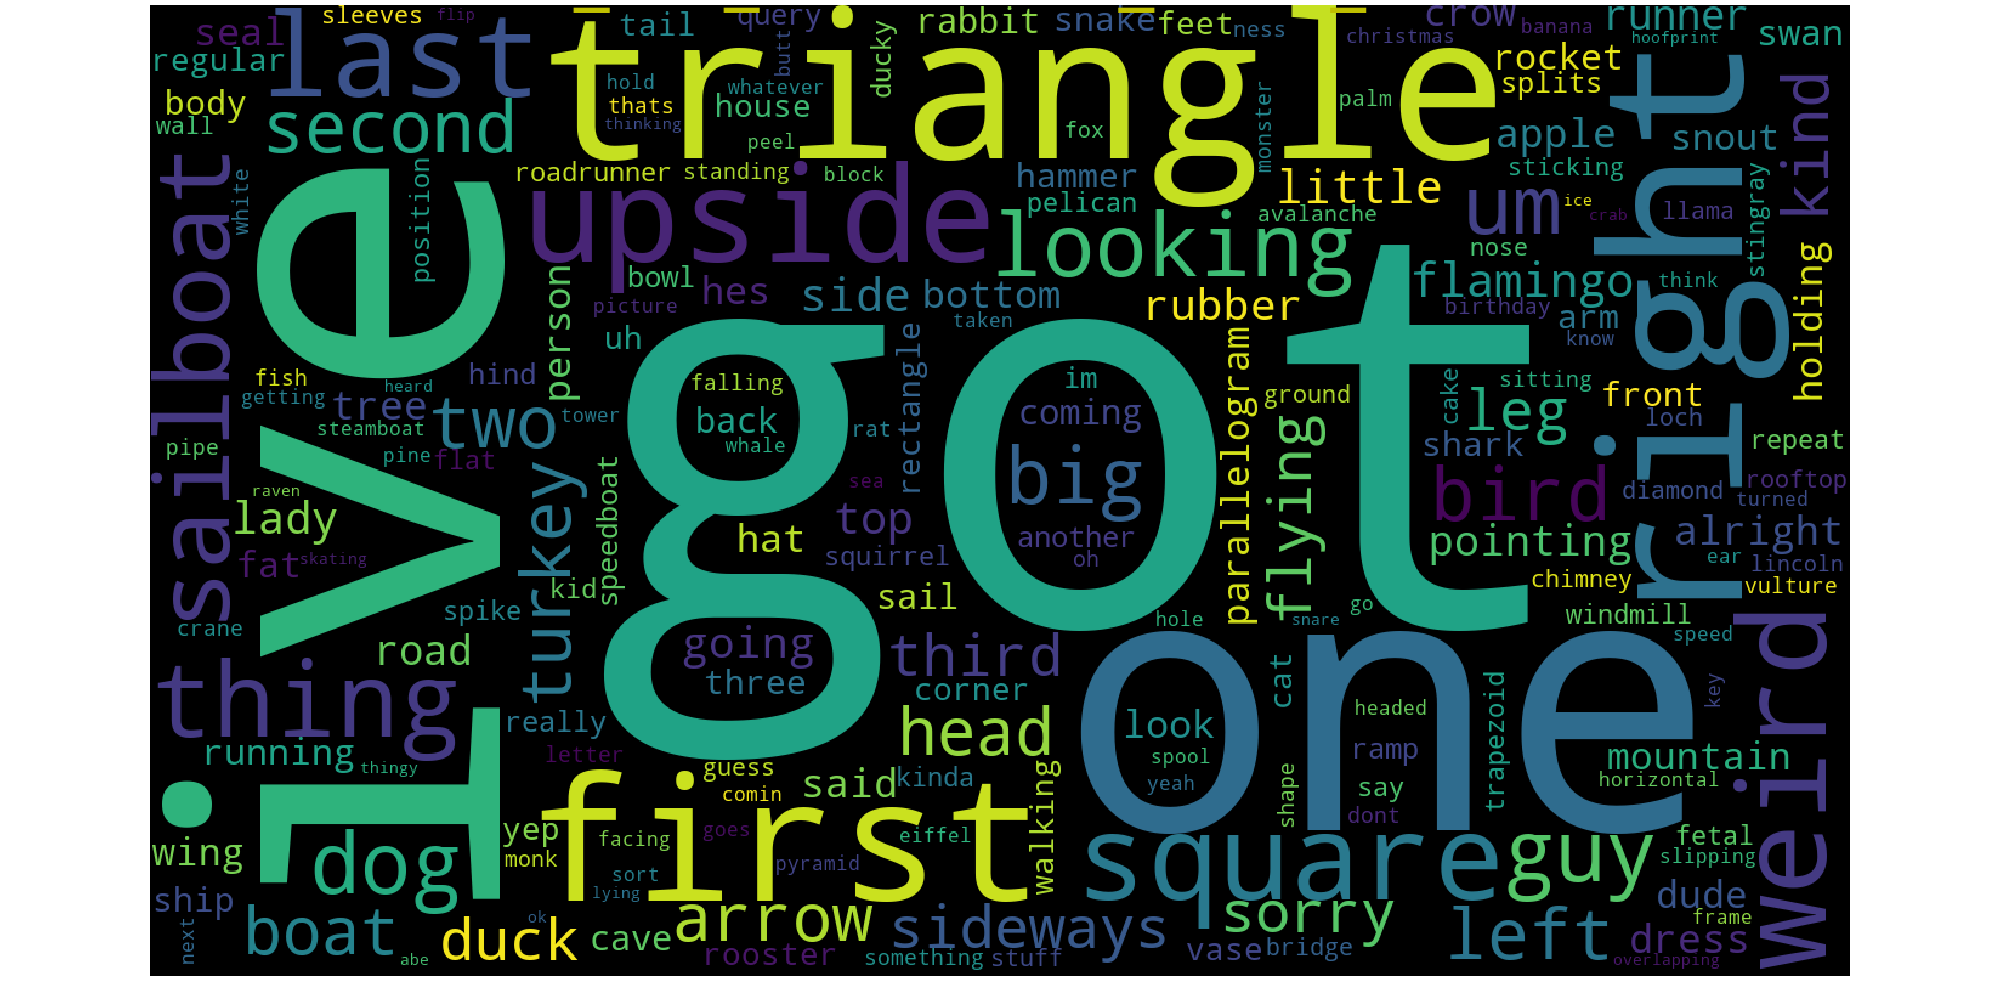 sleeves
flip
tail
query
rabbit
snake
feet
ness
crow
banana
runner
seal
last
triangle
christmas
hoofprint
swan
regular
hold
butt
ducky
rocket
body
thats
whatever
house
monster
palm
splits
wall
second
thinking
peel
fox
apple
snout
kind
right
sailboat
white
position
roadrunner
standing
block
hammer
little
sticking
stingray
i've
upside
pelican
looking
avalanche
um
ice
crab
llama
nose
person
bowl
hes
side
bottom
rubber
flamingo
think
holding
picture
taken
birthday
arm
know
uh
got
rectangle
parallelogram
fish
heard
hind
falling
im
ground
cake
sitting
front
getting
tree
two
tower
back
coming
flying
leg
loch
steamboat
whale
rat
shark
repeat
pipe
pine
flat
big
bird
rooftop
raven
turkey
speedboat
sea
diamond
turned
lady
hat
top
another
pointing
alright
fat
skating
squirrel
oh
ear
lincoln
kid
sail
chimney
vulture
crane
spike
hole
snare
go
windmill
speed
weird
road
going
third
one
thing
three
corner
cat
trapezoid
key
really
head
look
headed
running
thingy
letter
spool
ramp
mountain
guess
said
kinda
walking
yeah
shape
say
horizontal
first
comin
dont
wing
dog
yep
facing
goes
eiffel
square
guy
fetal
monk
sort
pyramid
slipping
lying
ship
boat
duck
ok
cave
arrow
sideways
sorry
left
dude
frame
next
abe
rooster
something
stuff
vase
bridge
dress
overlapping